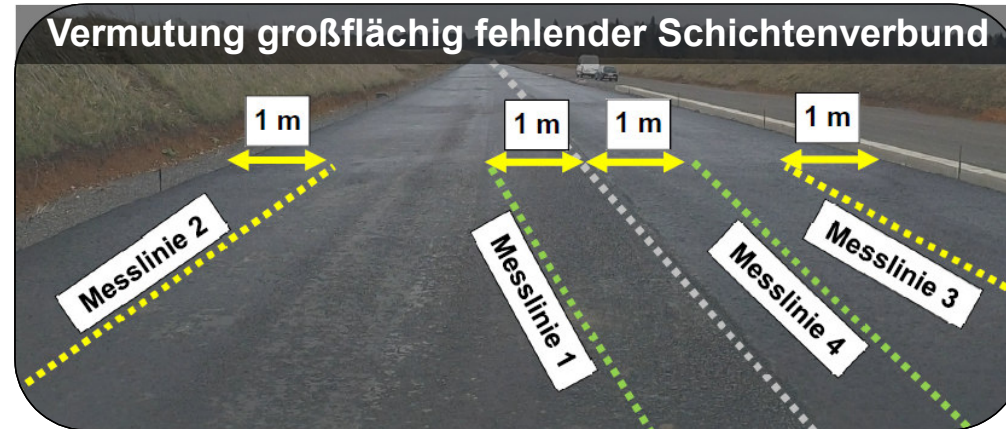 Vermutung großflächig fehlender Schichtenverbund
1 m
1 m
1 m
1 m
Messlinie 2
Messlinie 1
Messlinie 4
Messlinie 3